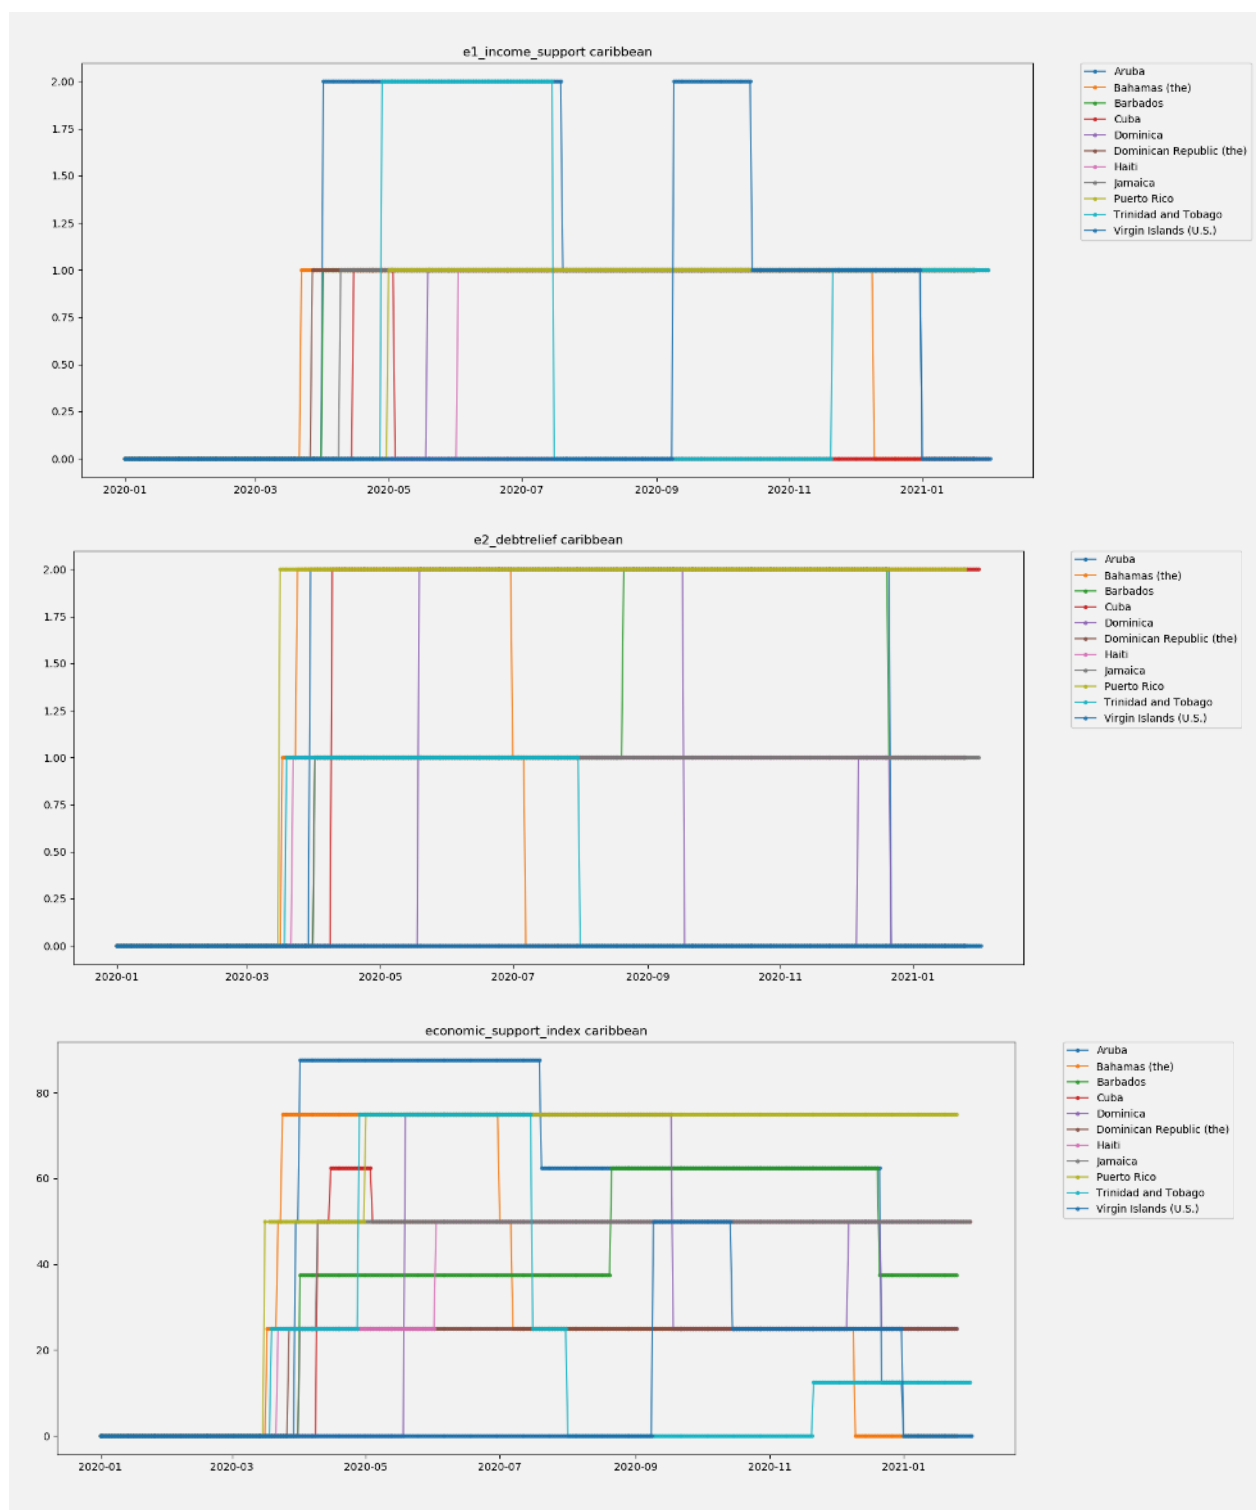 e1_income_support caribbean
2.00
1.75
1.50
1.25
1.00
0.75
0.50
0.25
0.00
2020-01 2020-03 2020-05 2020-07 2020-09 2020-11 2021-01
Aruba
Bahamas (the)
Barbados
Cuba
Dominica
Dominican Republic (the)
Haiti
Jamaica
Puerto Rico
Trinidad and Tobago
Virgin Islands (U.S.)
e2_debtrelief caribbean
2.00
1.75
1.50
1.25
1.00
0.75
0.50
0.25
0.00
2020-01 2020-03 2020-05 2020-07 2020-09 2020-11 2021-01
Aruba
Bahamas (the)
Barbados
Cuba
Dominica
Dominican Republic (the)
Haiti
Jamaica
Puerto Rico
Trinidad and Tobago
Virgin Islands (U.S.)
economic_support_index caribbean
80
60
40
20
0
2020-01 2020-03 2020-05 2020-07 2020-09 2020-11 2021-01
Aruba
Bahamas (the)
Barbados
Cuba
Dominica
Dominican Republic (the)
Haiti
Jamaica
Puerto Rico
Trinidad and Tobago
Virgin Islands (U.S.)